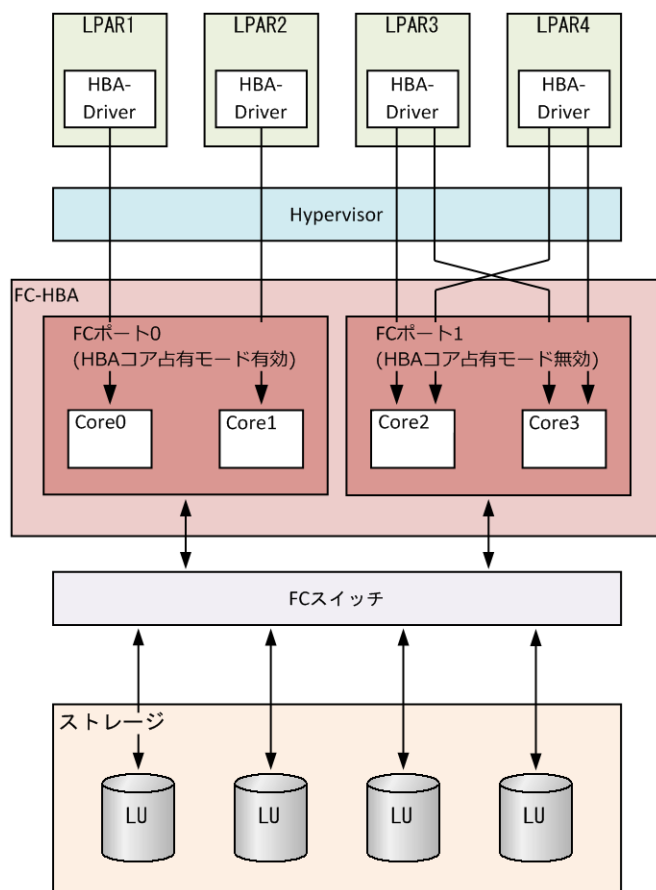 LPAR1
LPAR2
LPAR3
LPAR4
HBA-
Driver
HBA-
Driver
HBA-
Driver
HBA-
Driver
Hypervisor
FC-HBA
FCポート0
(HBAコア占有モード有効)
FCポート1
(HBAコア占有モード無効)
Core0
Core1
Core2
Core3
FCスイッチ
ストレージ
LU
LU
LU
LU